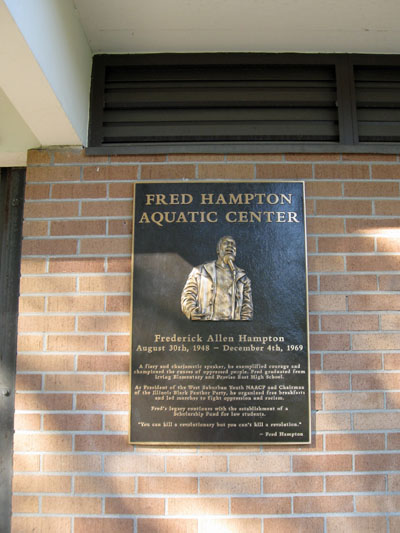 FRED HAMPTON
AQUATIC CENTER
Frederick Allen Hampton
August 30th, 1948 – December 4th, 1969
A fiery and charismatic speaker, he exemplified courage and
championed the causes of oppressed people. Fred graduated from
Irving Elementary and Proviso East High School.
As President of the West Suburban Youth NAACP and Chairman
of the Illinois Black Panther Party, he organized free breakfasts
and led marches to fight oppression and racism.
Fred's legacy continues with the establishment of a
Scholarship Fund for law students.
"You can kill a revolutionary but you can't kill a revolution."
– Fred Hampton